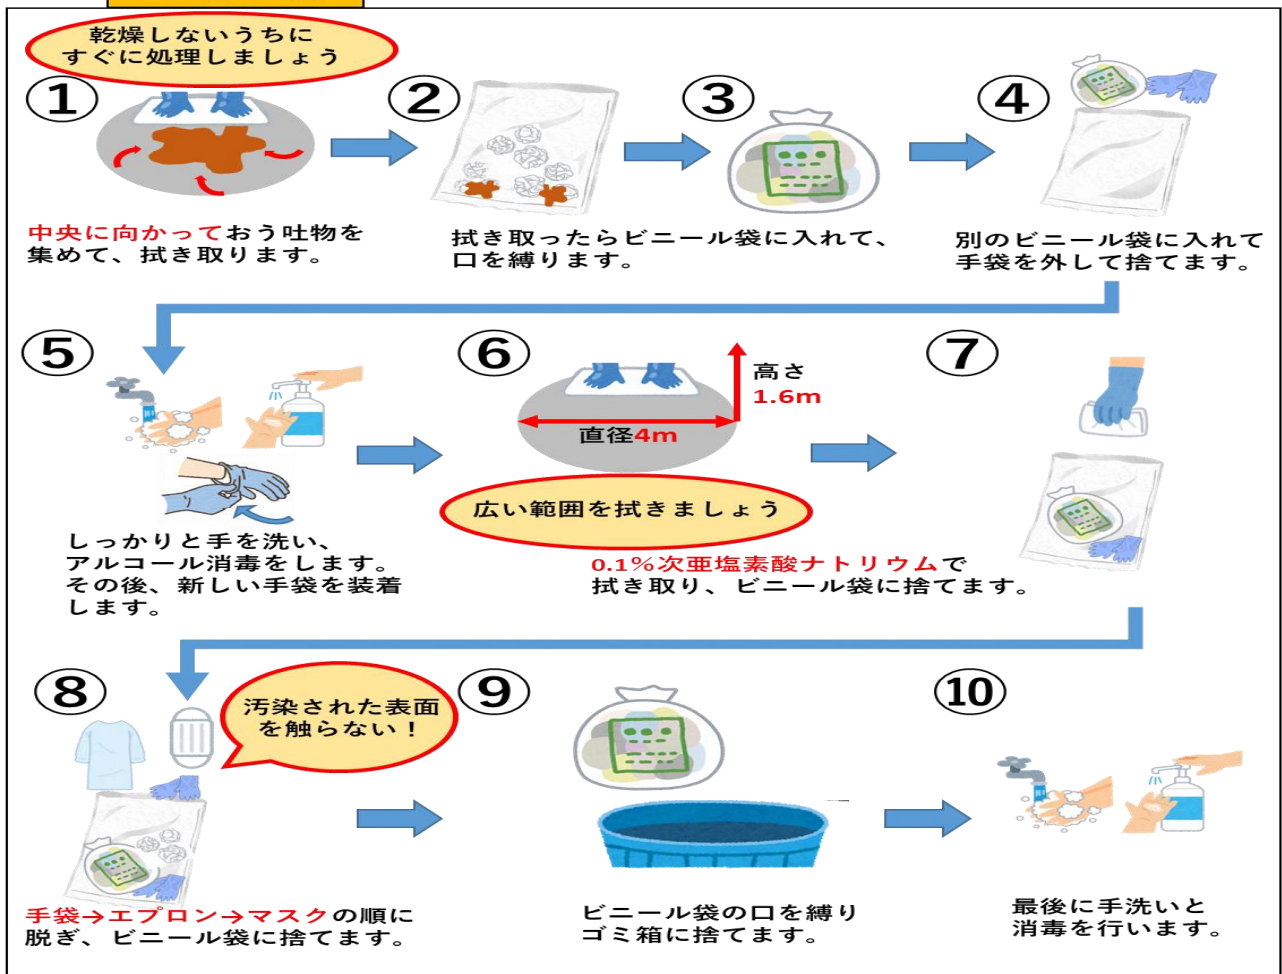 乾燥しないうちに
すぐに処理しましょう
①
②
③
④
中央に向かっておう吐物を
集めて、拭き取ります。
拭き取ったらビニール袋に入れて、
口を縛ります。
別のビニール袋に入れて
手袋を外して捨てます。
⑤
⑥
⑦
高さ
1.6m
直径4m
広い範囲を拭きましょう
しっかりと手を洗い、
アルコール消毒をします。
その後、新しい手袋を装着
します。
0.1%次亜塩素酸ナトリウムで
拭き取り、ビニール袋に捨てます。
⑧
汚染された表面
を触らない！
⑨
⑩
手袋→エプロン→マスクの順に
脱ぎ、ビニール袋に捨てます。
ビニール袋の口を縛り
ゴミ箱に捨てます。
最後に手洗いと
消毒を行います。